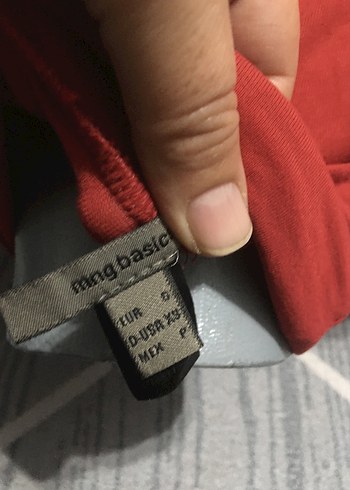 mng basic
EUR S
D-USA XS
MEX P